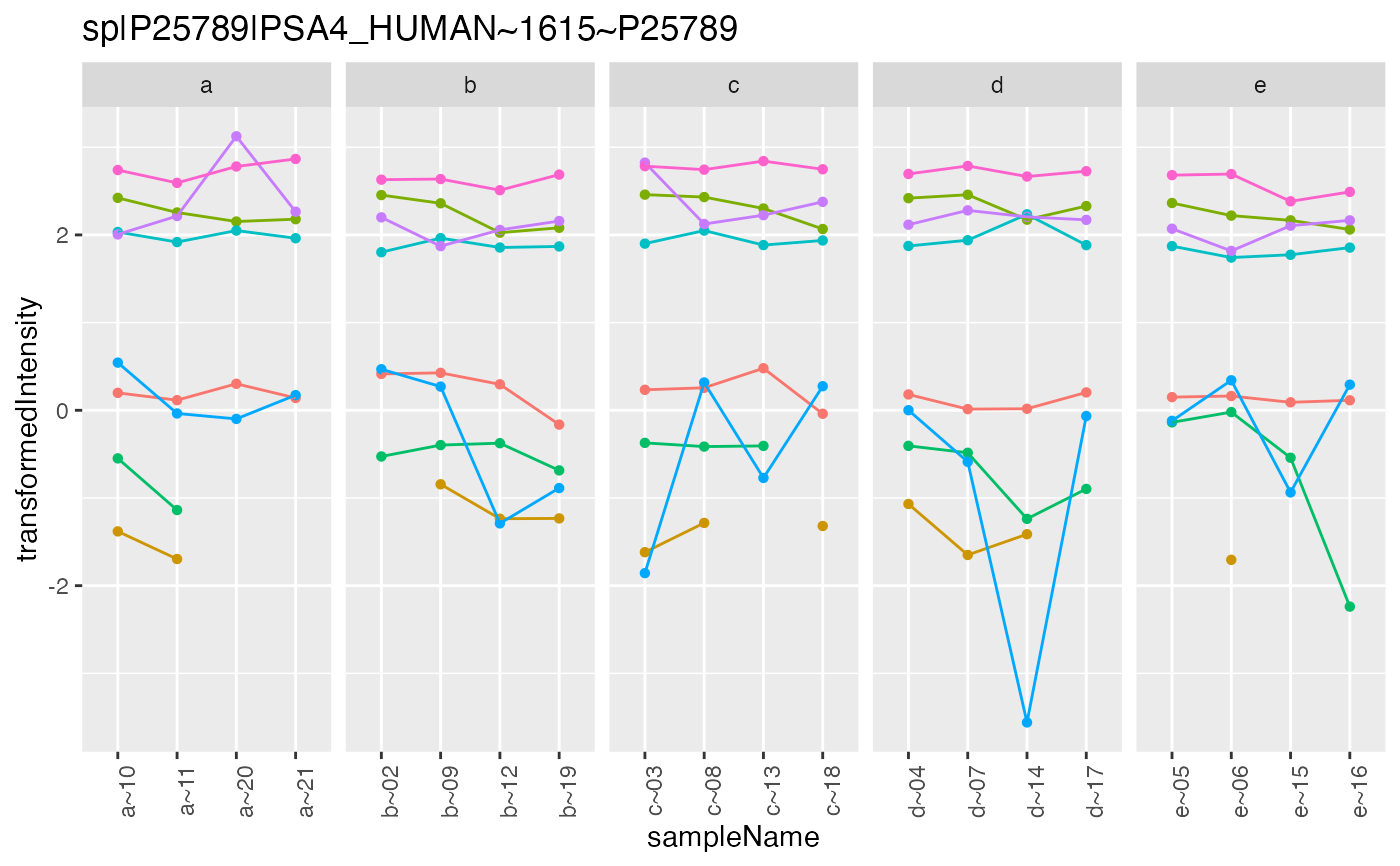 sp|P25789|PSA4_HUMAN~1615~P25789
a b c d e
transformedIntensity
2
0
-2
a~10 a~11 a~20 a~21 b~02 b~09 b~12 b~19 c~03 c~08 c~13 c~18 d~04 d~07 d~14 d~17 e~05 e~06 e~15 e~16
sampleName